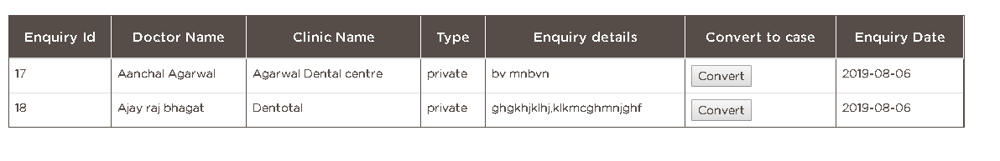 Enquiry Id Doctor Name Clinic Name Type Enquiry details Convert to case Enquiry Date
17 Aanchal Agarwal Agarwal Dental centre private bv mnbvn Convert 2019-08-06
18 Ajay raj bhagat Dentotal private ghgkhjklhj,klkmcghmnjghf Convert 2019-08-06